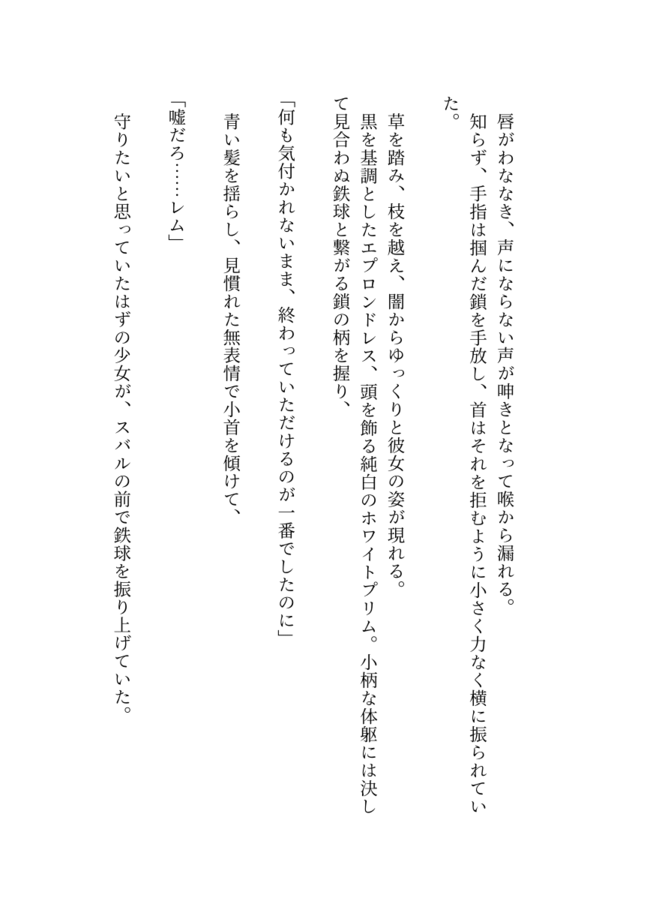 唇がわななき、声にならない声が呻きとなって喉から漏れる。
知らず、手指は掴んだ鎖を手放し、首はそれを拒むように小さく力なく横に振られてい
た。
草を踏み、枝を越え、闇からゆっくりと彼女の姿が現れる。
黒を基調としたエプロンドレス、頭を飾る純白のホワイトプリム。小柄な体躯には決し
て見合わぬ鉄球と繋がる鎖の柄を握り、
「何も気付かれないまま、終わっていただけるのが一番でしたのに」
青い髪を揺らし、見慣れた無表情で小首を傾けて、
「嘘だろ……レム」
守りたいと思っていたはずの少女が、スバルの前で鉄球を振り上げていた。